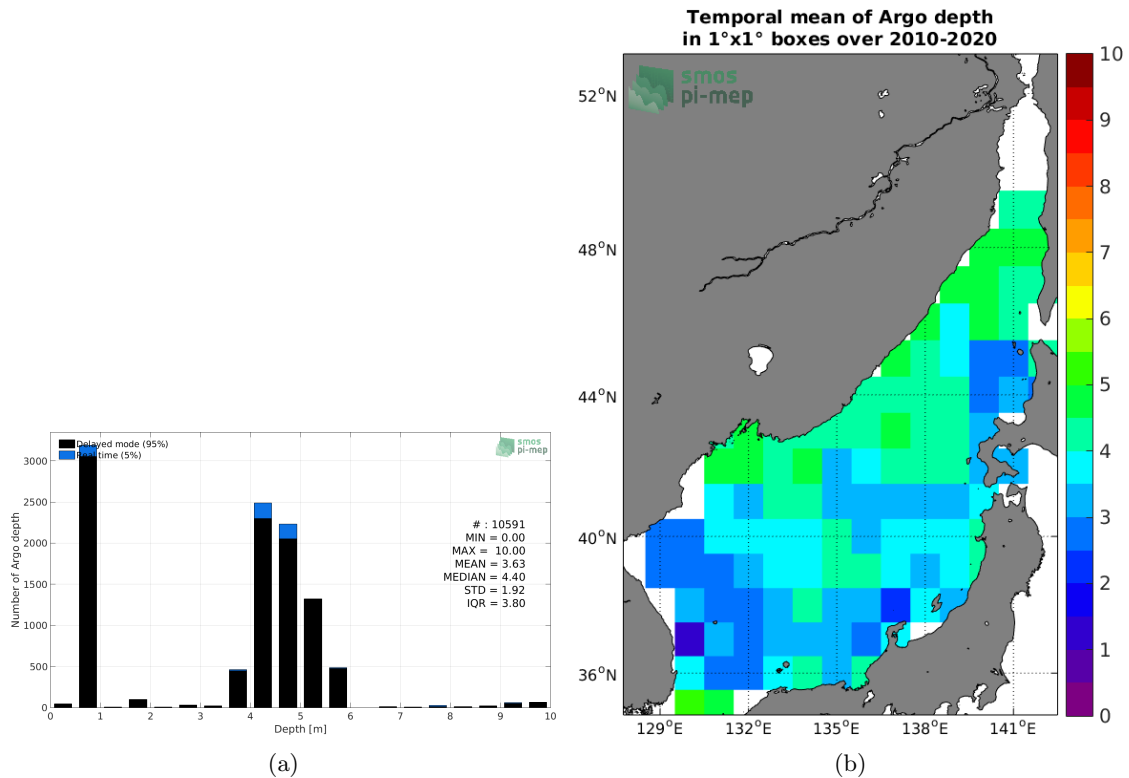 Delayed mode (95%)
Real time (5%)
smos
pi-mep
3000
2500
2000
1500
1000
500
0
Number of Argo depth
# : 10591
MIN = 0.00
MAX = 10.00
MEAN = 3.63
MEDIAN = 4.40
STD = 1.92
IQR = 3.80
0 1 2 3 4 5 6 7 8 9 10
Depth [m]
(a)
Temporal mean of Argo depth
in 1°x1° boxes over 2010-2020
smos
pi-mep
52°N
48°N
44°N
40°N
36°N
129°E 132°E 135°E 138°E 141°E
10
9
8
7
6
5
4
3
2
1
0
(b)